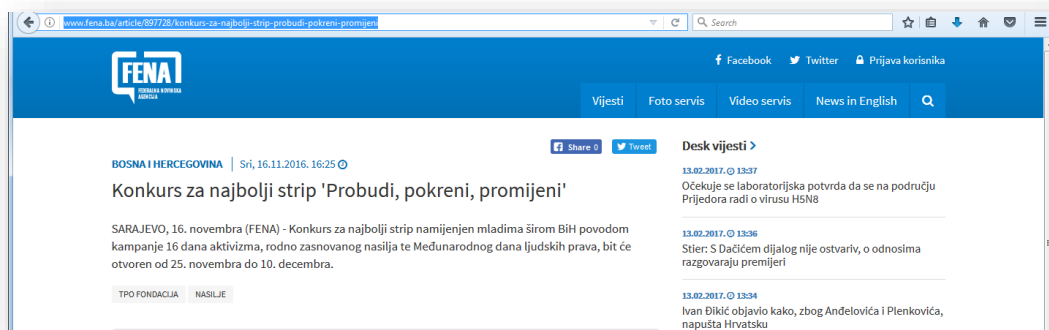 www.fena.ba/article/897728/konkurs-za-najbolji-strip-probudi-pokreni-promijeni
Search
FENA
FEDERALNA NOVINSKA
AGENCIJA
Facebook Twitter Prijava korisnika
Vijesti Foto servis Video servis News in English
Share 0 Tweet
BOSNA I HERCEGOVINA | Sri, 16.11.2016. 16:25
Konkurs za najbolji strip 'Probudi, pokreni, promijeni'
SARAJEVO, 16. novembra (FENA) - Konkurs za najbolji strip namijenjen mladima širom BiH povodom
kampanje 16 dana aktivizma, rodno zasnovanog nasilja te Međunarodnog dana ljudskih prava, bit će
otvoren od 25. novembra do 10. decembra.
TPO FONDACIJA NASILJE
Desk vijesti >
13.02.2017. 13:37
Očekuje se laboratorijska potvrda da se na području
Prijedora radi o virusu H5N8
13.02.2017. 13:36
Stier: S Dačićem dijalog nije ostvariv, o odnosima
razgovaraju premijeri
13.02.2017. 13:34
Ivan Đikić objavio kako, zbog Anđelovića i Plenkovića,
napušta Hrvatsku